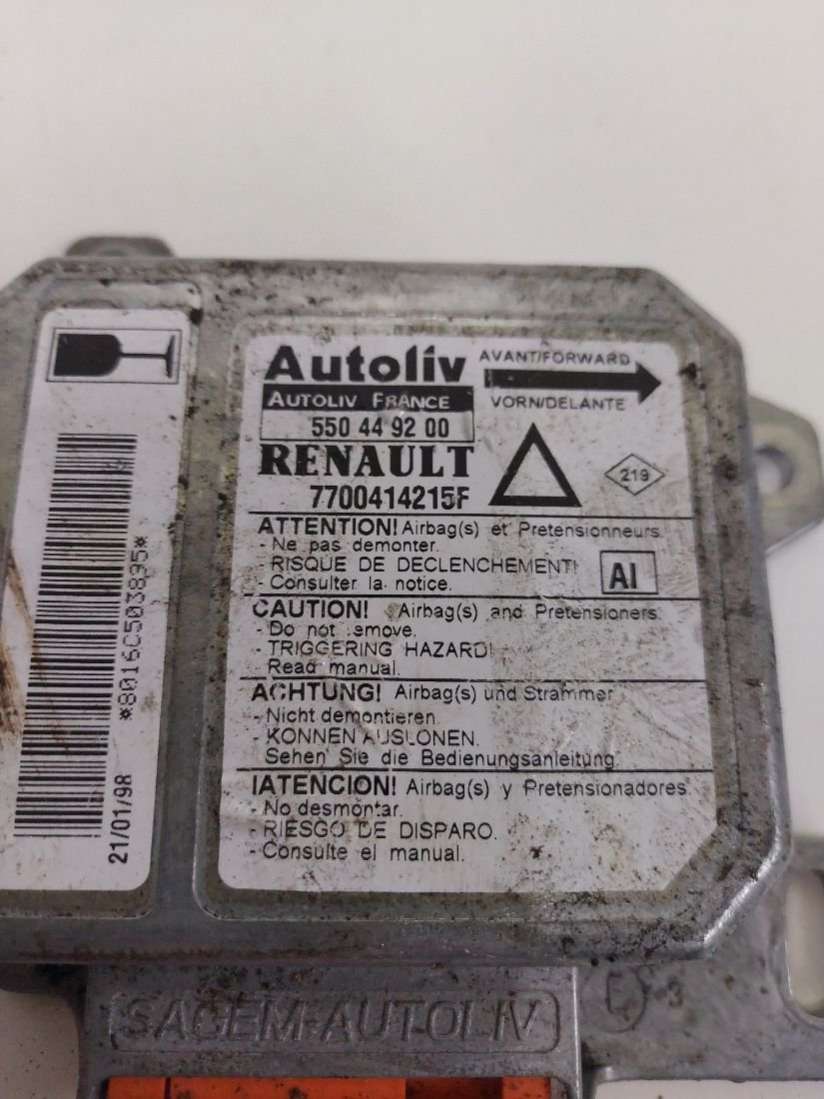 Autoliv
AUTOLIV FRANCE
550 44 92 00
RENAULT
7700414215F
AVANT/FORWARD
VORN/DELANTE
219
ATTENTION! Airbag(s) et Pretensionneurs.
- Ne pas demonter.
- RISQUE DE DECLENCHEMENT!
- Consulter la notice.
AI
CAUTION! Airbag(s) and Pretensioners.
- Do not emove.
- TRIGGERING HAZARD!
- Read manual.
ACHTUNG! Airbag(s) und Strammer
- Nicht demontieren.
- KONNEN AUSLONEN.
Sehen Sie die Bedienungsanleitung.
¡ATENCION! Airbag(s) y Pretensionadores.
- No desmontar.
- RIESGO DE DISPARO.
- Consulte el manual.
*8016C503895*
21/01/98
SAGEM-AUTOLIV